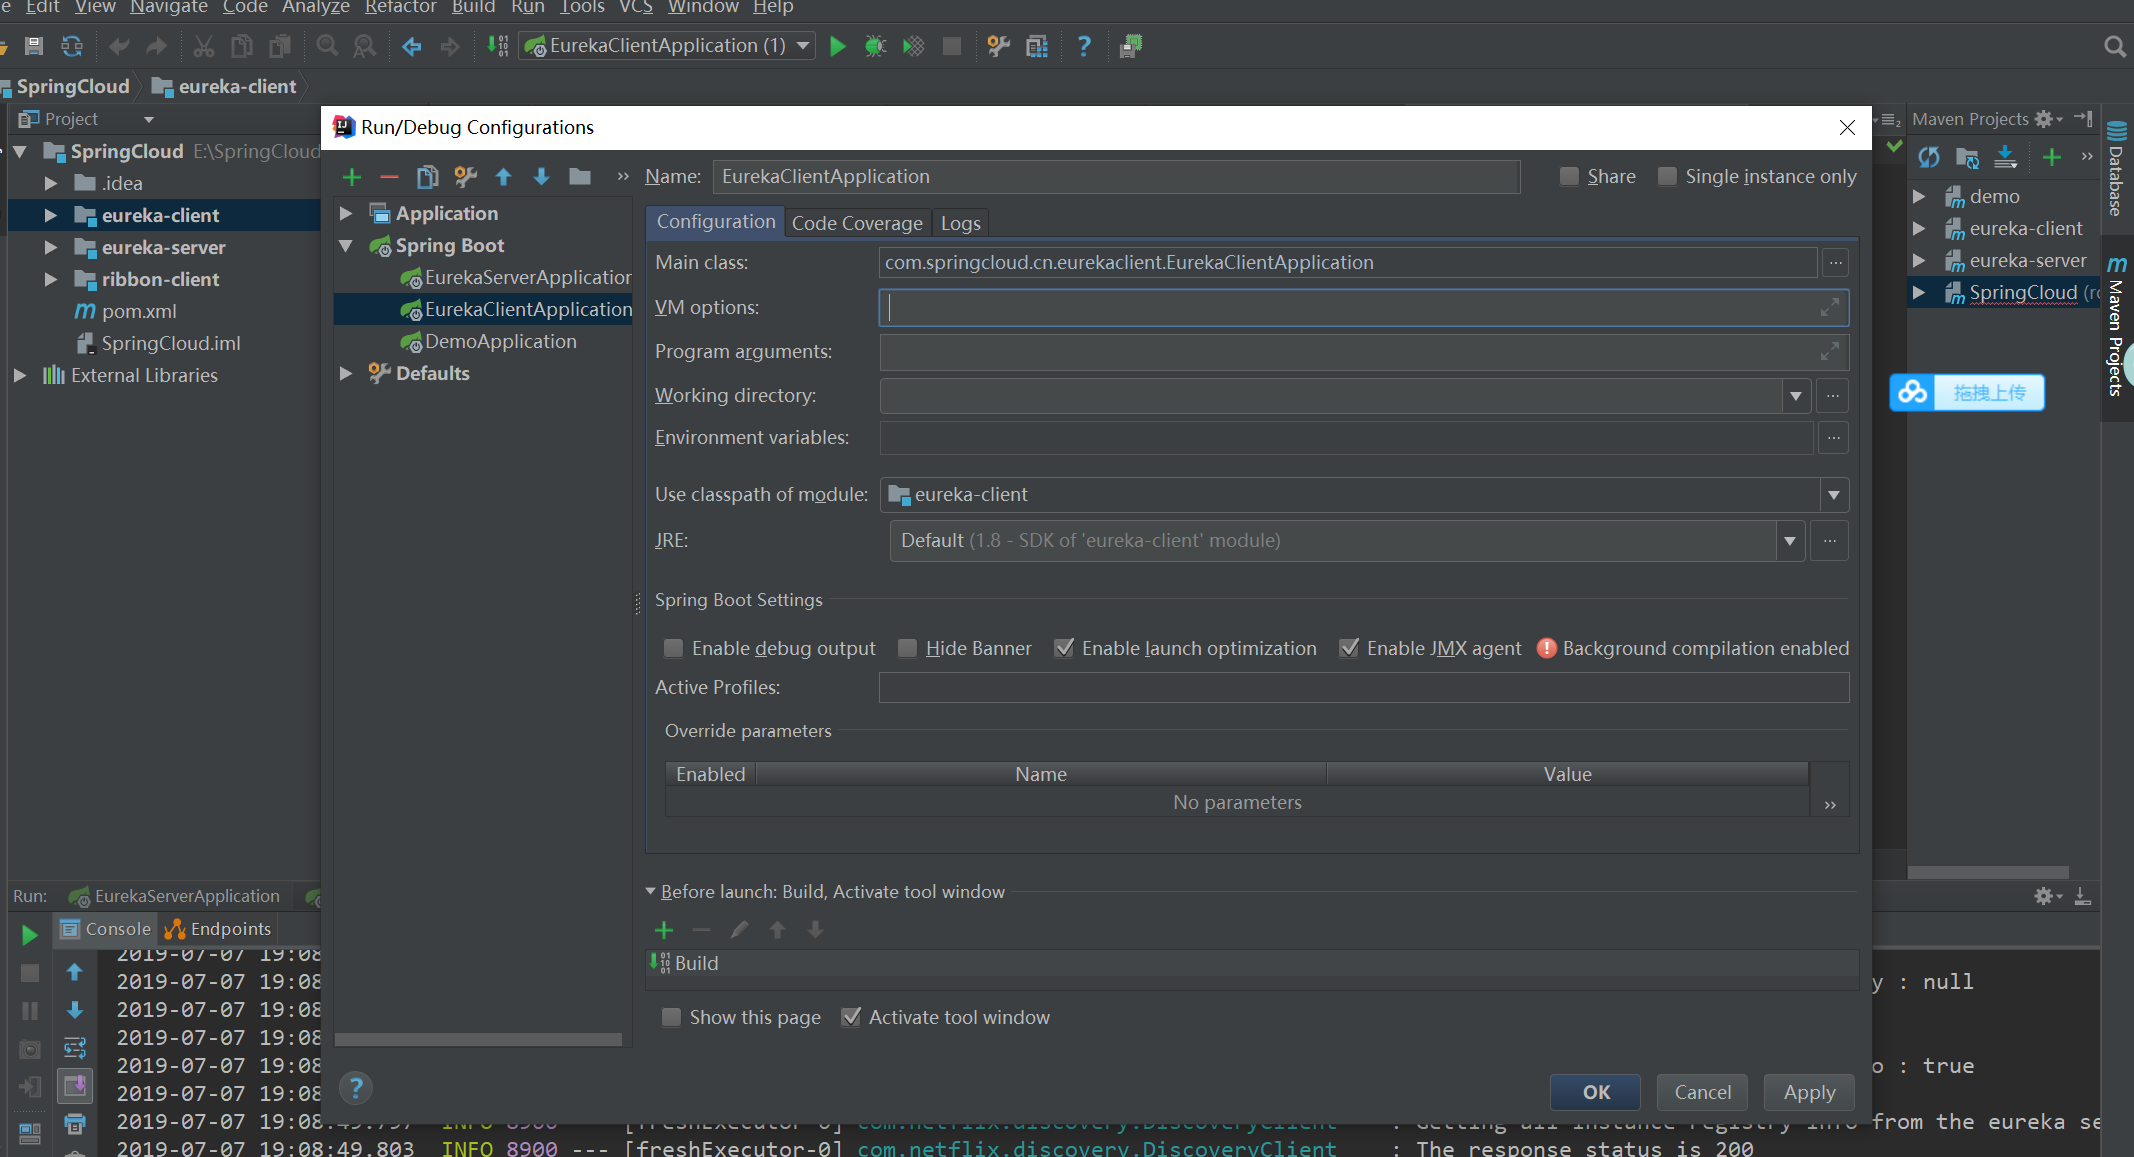 Edit View Navigate Code Analyze Refactor Build Run Tools VCS Window Help
EurekaClientApplication (1)
SpringCloud eureka-client
Project
SpringCloud E:\SpringCloud
.idea
eureka-client
eureka-server
ribbon-client
pom.xml
SpringCloud.iml
External Libraries
Run/Debug Configurations
Application
Spring Boot
EurekaServerApplication
EurekaClientApplication
DemoApplication
Defaults
Name: EurekaClientApplication
Share
Single instance only
Configuration Code Coverage Logs
Main class: com.springcloud.cn.eurekaclient.EurekaClientApplication
VM options:
Program arguments:
Working directory:
Environment variables:
Use classpath of module: eureka-client
JRE: Default (1.8 - SDK of 'eureka-client' module)
Spring Boot Settings
Enable debug output Hide Banner Enable launch optimization Enable JMX agent Background compilation enabled
Active Profiles:
Override parameters
Enabled Name Value
No parameters
Before launch: Build, Activate tool window
Build
Show this page Activate tool window
OK Cancel Apply
Maven Projects
demo
eureka-client
eureka-server
SpringCloud (ro
Database
Maven Projects
拖拽上传
Run: EurekaServerApplication
Console Endpoints
2019-07-07 19:08
2019-07-07 19:08 y : null
2019-07-07 19:08
2019-07-07 19:08
2019-07-07 19:08 o : true
2019-07-07 19:08
2019-07-07 19:08:49.797 INFO 8900 --- [freshExecutor-0] com.netflix.discovery.DiscoveryClient : Getting all instance registry info from the eureka se
2019-07-07 19:08:49.803 INFO 8900 --- [freshExecutor-0] com.netflix.discovery.DiscoveryClient : The response status is 200